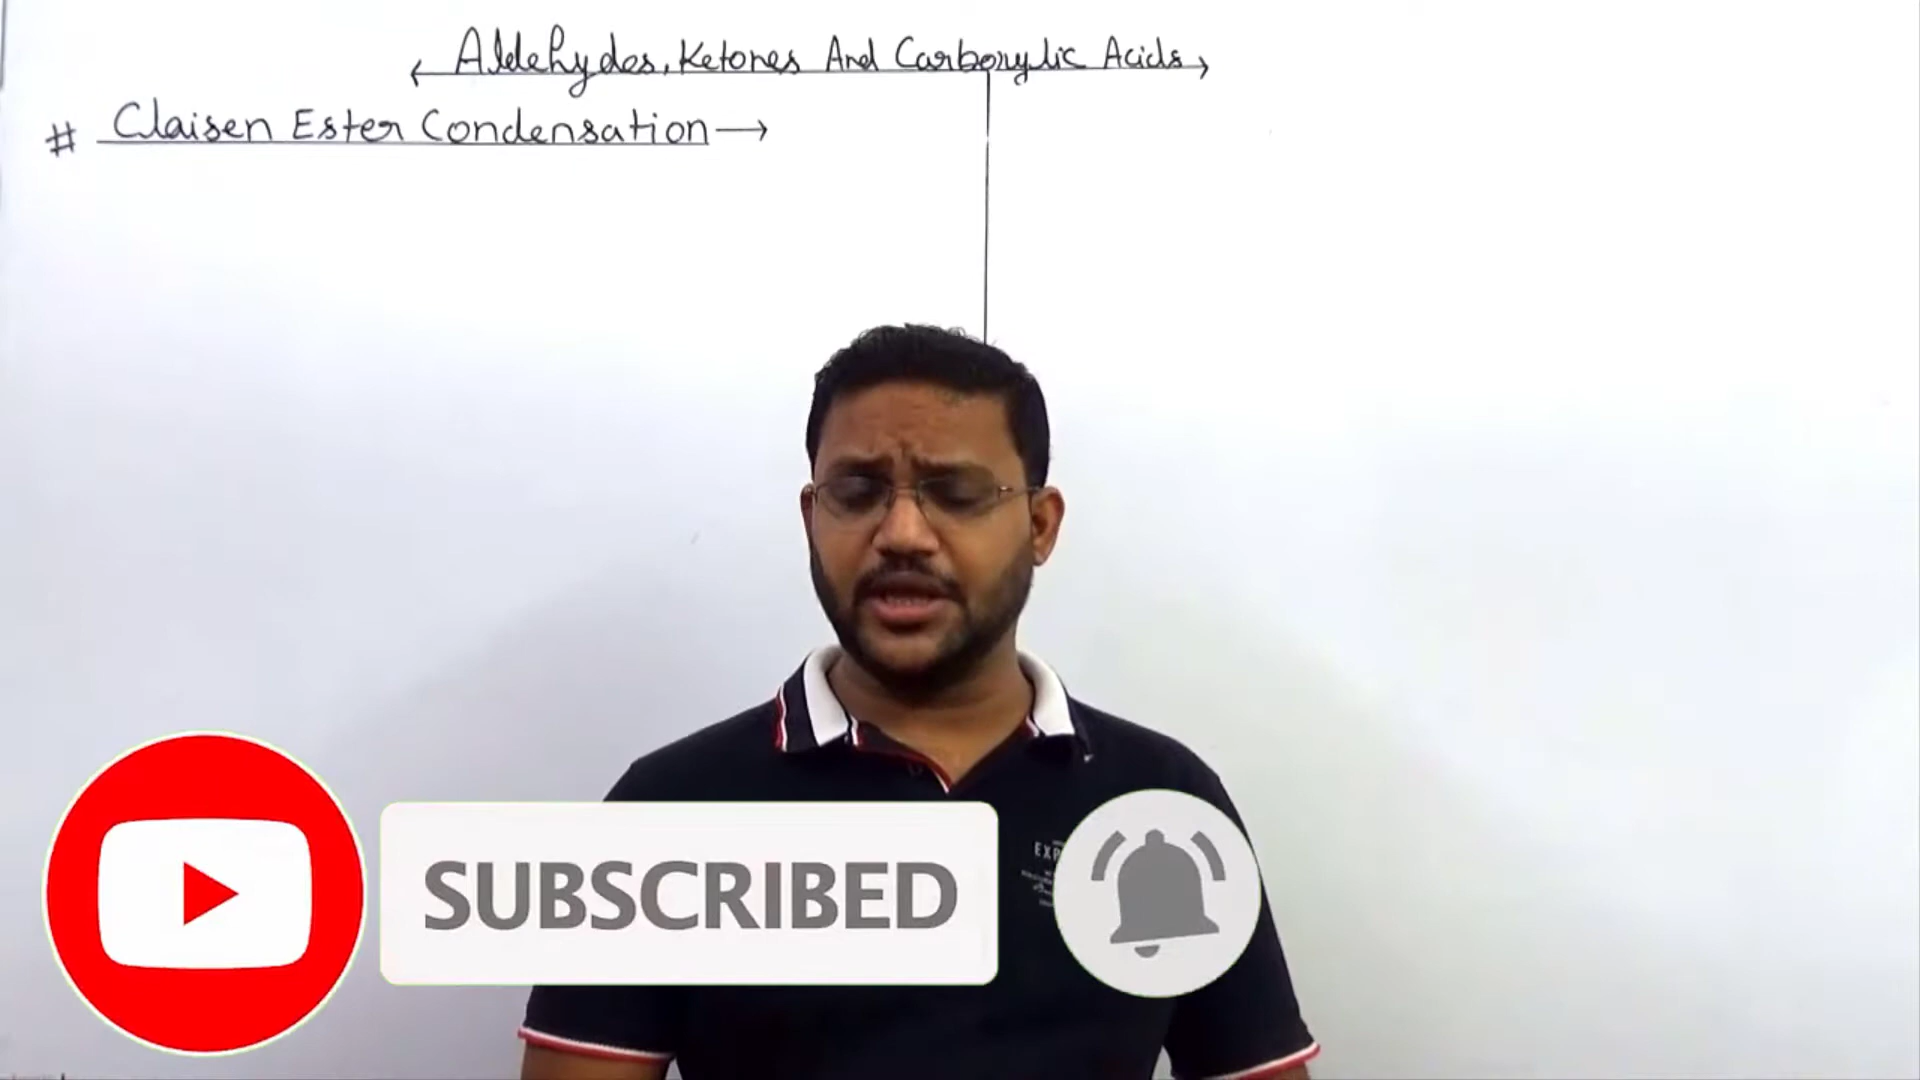 Aldehydes, Ketones And Carboxylic Acids
# Claisen Ester Condensation
SUBSCRIBED